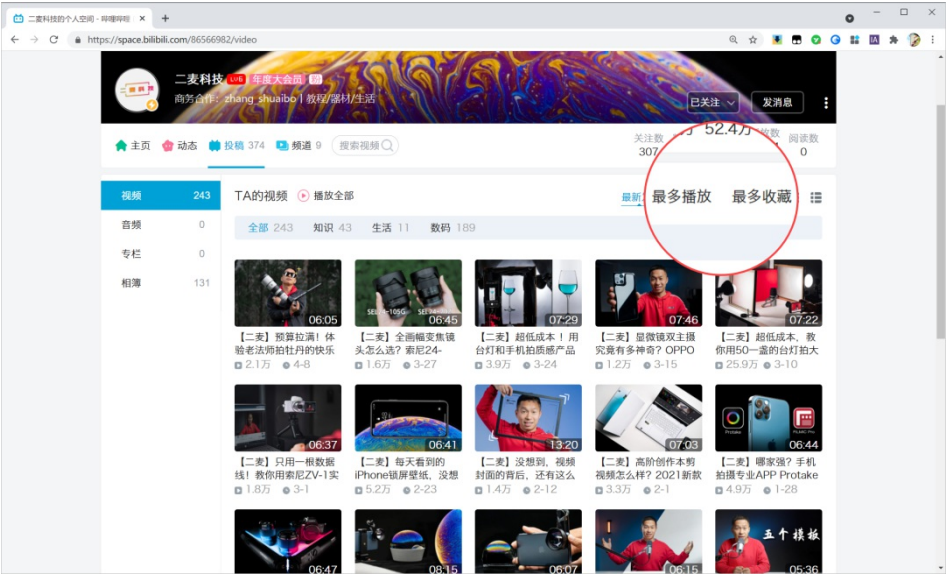 二麦科技的个人空间 - 哔哩哔哩
https://space.bilibili.com/86566982/video
二麦科技 LV6 年度大会员
商务合作：zhang_shuaibo | 教程/器材/生活
已关注
发消息
主页
动态
投稿 374
频道 9
搜索视频
关注数
307
52.4万
阅读数
0
视频 243
音频 0
专栏 0
相簿 131
TA的视频
播放全部
最新
最多播放
最多收藏
全部 243
知识 43
生活 11
数码 189
06:05
SEL24-105G
06:45
07:29
07:46
07:22
【二麦】预算拉满！体
验老法师拍牡丹的快乐
2.1万 4-8
【二麦】全画幅变焦镜
头怎么选？索尼24-
1.6万 3-27
【二麦】超低成本！用
台灯和手机拍质感产品
3.9万 3-24
【二麦】显微镜双主摄
究竟有多神奇？OPPO
1.2万 3-15
【二麦】超低成本，教
你用50一盏的台灯拍大
25.9万 3-10
06:37
06:41
13:20
07:03
Protake
FiLMiC Pro
06:44
【二麦】只用一根数据
线！教你用索尼ZV-1实
1.8万 3-1
【二麦】每天看到的
iPhone锁屏壁纸，没想
5.2万 2-23
【二麦】没想到，视频
封面的背后，还有这么
1.4万 2-12
【二麦】高阶创作本剪
视频怎么样？2021新款
3.3万 2-1
【二麦】哪家强？手机
拍摄专业APP Protake
4.9万 1-28
06:47
08:15
06:07
06:15
五个模板
05:36